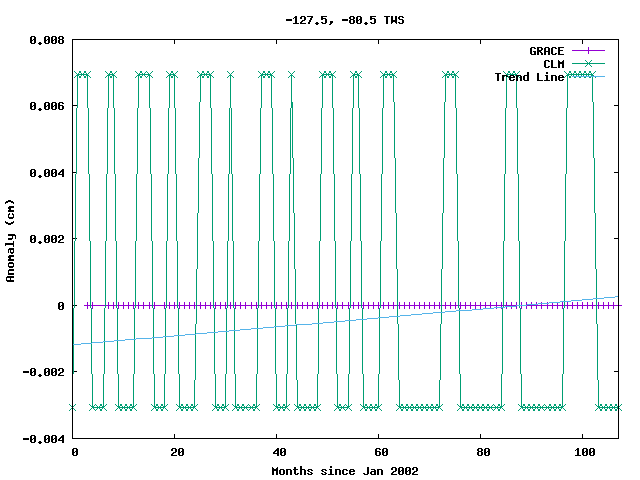 -127.5, -80.5 TWS
0.008
0.006
0.004
0.002
0
-0.002
-0.004
Anomaly (cm)
GRACE
CLM
Trend Line
0 20 40 60 80 100
Months since Jan 2002